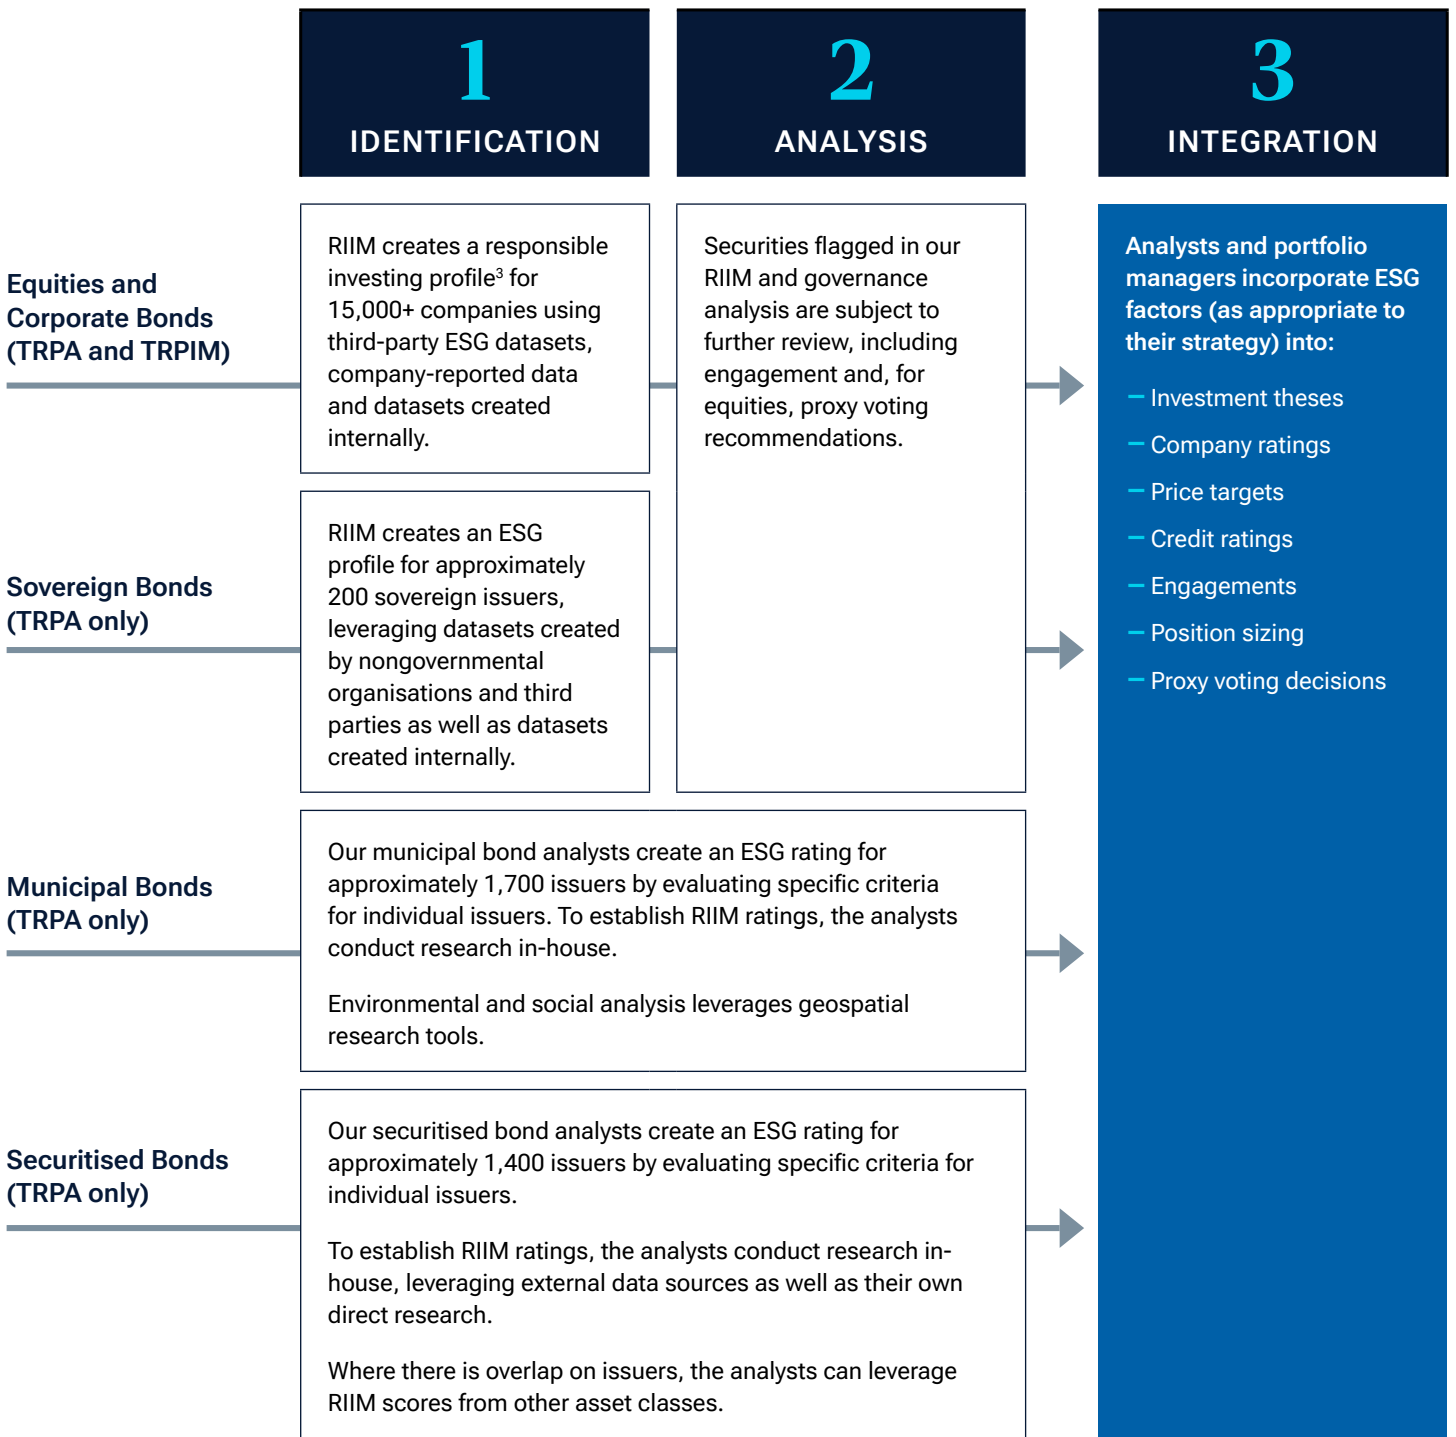 1
IDENTIFICATION
2
ANALYSIS
3
INTEGRATION
Equities and
Corporate Bonds
(TRPA and TRPIM)
RIIM creates a responsible
investing profile³ for
15,000+ companies using
third-party ESG datasets,
company-reported data
and datasets created
internally.
Securities flagged in our
RIIM and governance
analysis are subject to
further review, including
engagement and, for
equities, proxy voting
recommendations.
Sovereign Bonds
(TRPA only)
RIIM creates an ESG
profile for approximately
200 sovereign issuers,
leveraging datasets created
by nongovernmental
organisations and third
parties as well as datasets
created internally.
Municipal Bonds
(TRPA only)
Our municipal bond analysts create an ESG rating for
approximately 1,700 issuers by evaluating specific criteria
for individual issuers. To establish RIIM ratings, the analysts
conduct research in-house.
Environmental and social analysis leverages geospatial
research tools.
Securitised Bonds
(TRPA only)
Our securitised bond analysts create an ESG rating for
approximately 1,400 issuers by evaluating specific criteria for
individual issuers.
To establish RIIM ratings, the analysts conduct research in-
house, leveraging external data sources as well as their own
direct research.
Where there is overlap on issuers, the analysts can leverage
RIIM scores from other asset classes.
Analysts and portfolio
managers incorporate ESG
factors (as appropriate to
their strategy) into:
– Investment theses
– Company ratings
– Price targets
– Credit ratings
– Engagements
– Position sizing
– Proxy voting decisions